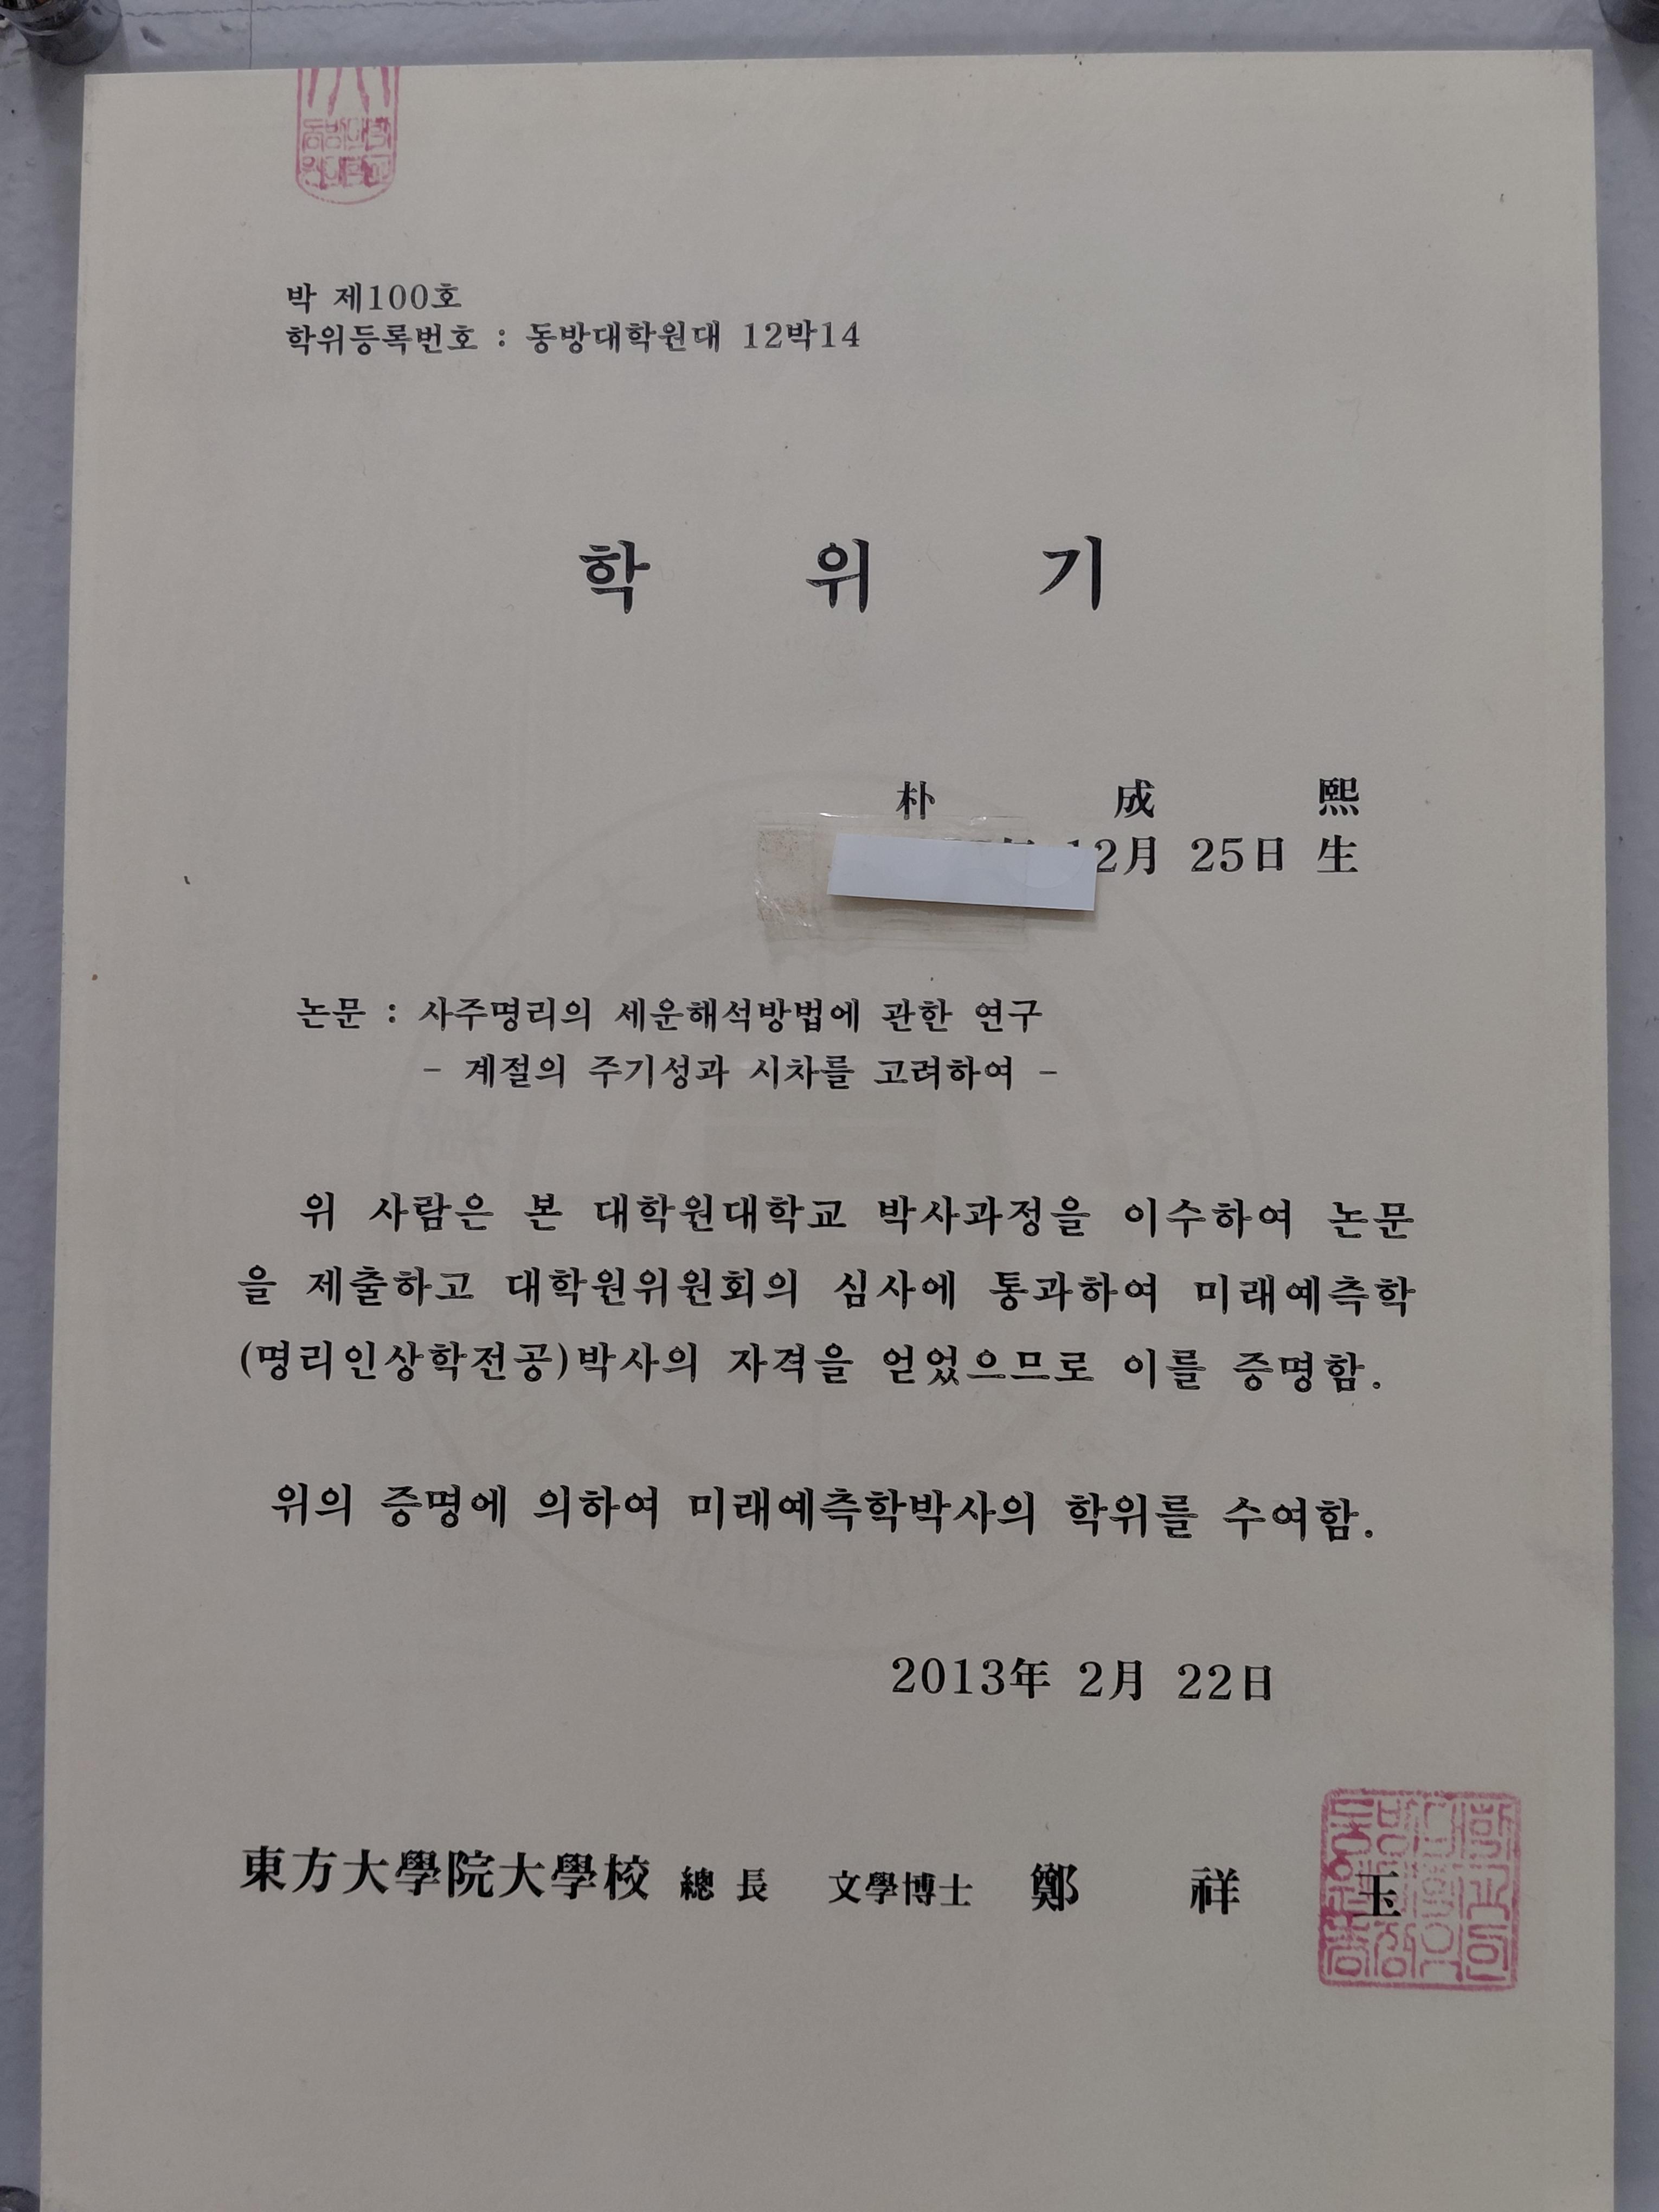 박 제100호
학위등록번호 : 동방대학원대 12박14
학 위 기
朴 成 熙
12月 25日 生
논문 : 사주명리의 세운해석방법에 관한 연구
- 계절의 주기성과 시차를 고려하여 -
위 사람은 본 대학원대학교 박사과정을 이수하여 논문
을 제출하고 대학원위원회의 심사에 통과하여 미래예측학
(명리인상학전공)박사의 자격을 얻었으므로 이를 증명함.
위의 증명에 의하여 미래예측학박사의 학위를 수여함.
2013年 2月 22日
東方大學院大學校 總 長 文學博士 鄭 祥 玉